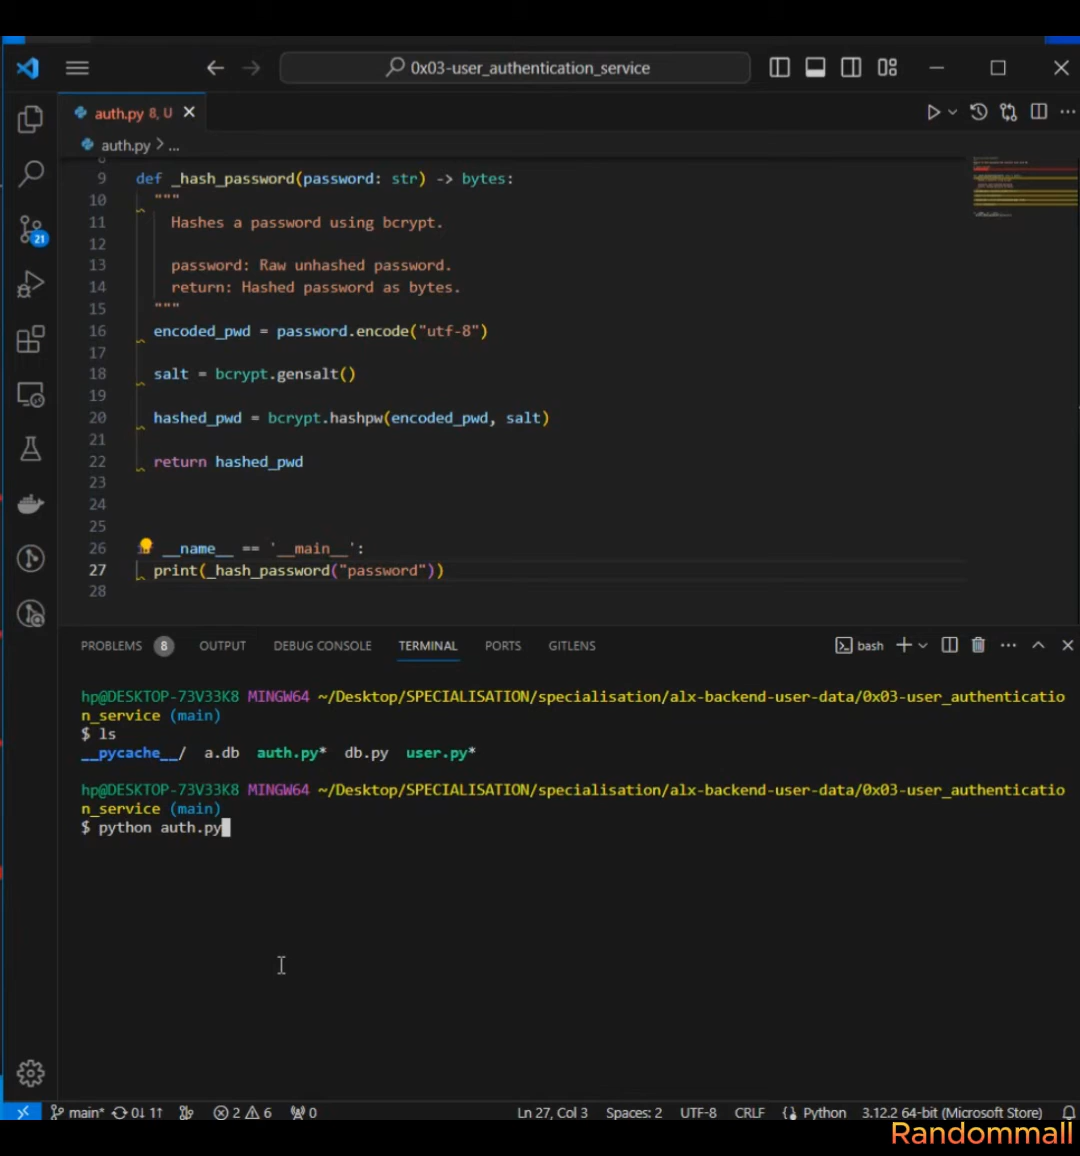 0x03-user_authentication_service
auth.py 8, U
auth.py > ...
8
9 def _hash_password(password: str) -> bytes:
10 """
11 Hashes a password using bcrypt.
12
13 password: Raw unhashed password.
14 return: Hashed password as bytes.
15 """
16 encoded_pwd = password.encode("utf-8")
17
18 salt = bcrypt.gensalt()
19
20 hashed_pwd = bcrypt.hashpw(encoded_pwd, salt)
21
22 return hashed_pwd
23
24
25
26 __name__ == '__main__':
27 print(_hash_password("password"))
28
21
PROBLEMS 8 OUTPUT DEBUG CONSOLE TERMINAL PORTS GITLENS bash
hp@DESKTOP-73V33K8 MINGW64 ~/Desktop/SPECIALISATION/specialisation/alx-backend-user-data/0x03-user_authenticatio
n_service (main)
$ ls
__pycache__/ a.db auth.py* db.py user.py*
hp@DESKTOP-73V33K8 MINGW64 ~/Desktop/SPECIALISATION/specialisation/alx-backend-user-data/0x03-user_authenticatio
n_service (main)
$ python auth.py
main* 0↓ 1↑ 2 6 0 Ln 27, Col 3 Spaces: 2 UTF-8 CRLF Python 3.12.2 64-bit (Microsoft Store)
Randommall